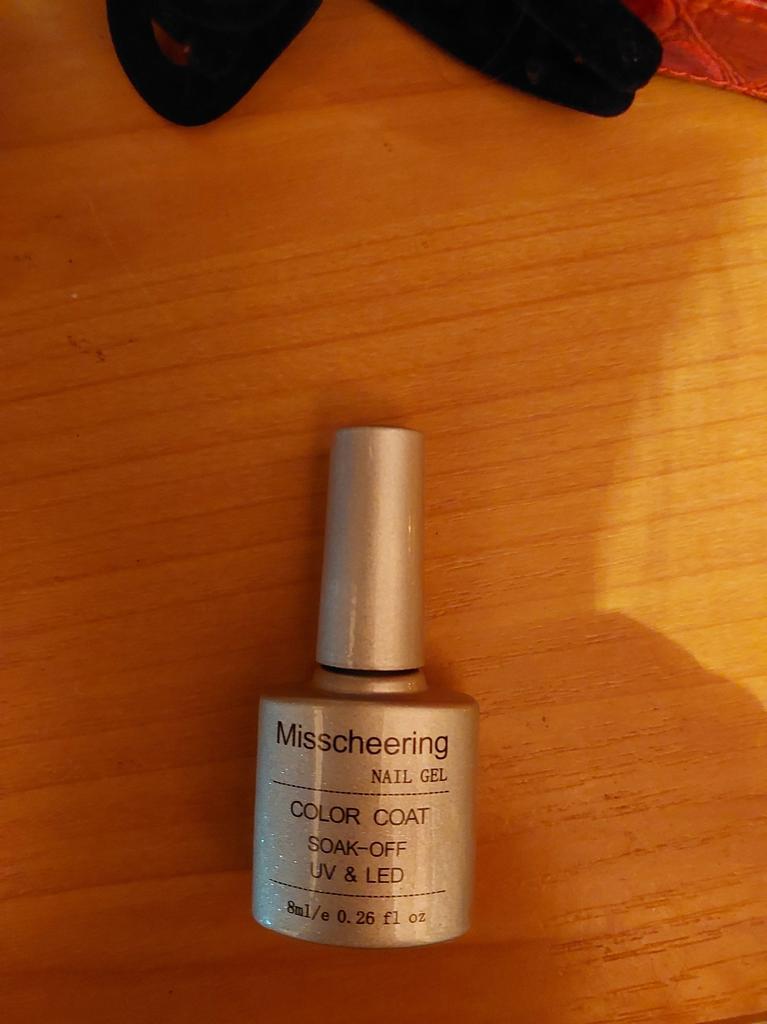 Misscheering
NAIL GEL
COLOR COAT
SOAK-OFF
UV & LED
8ml/e 0.26 fl oz